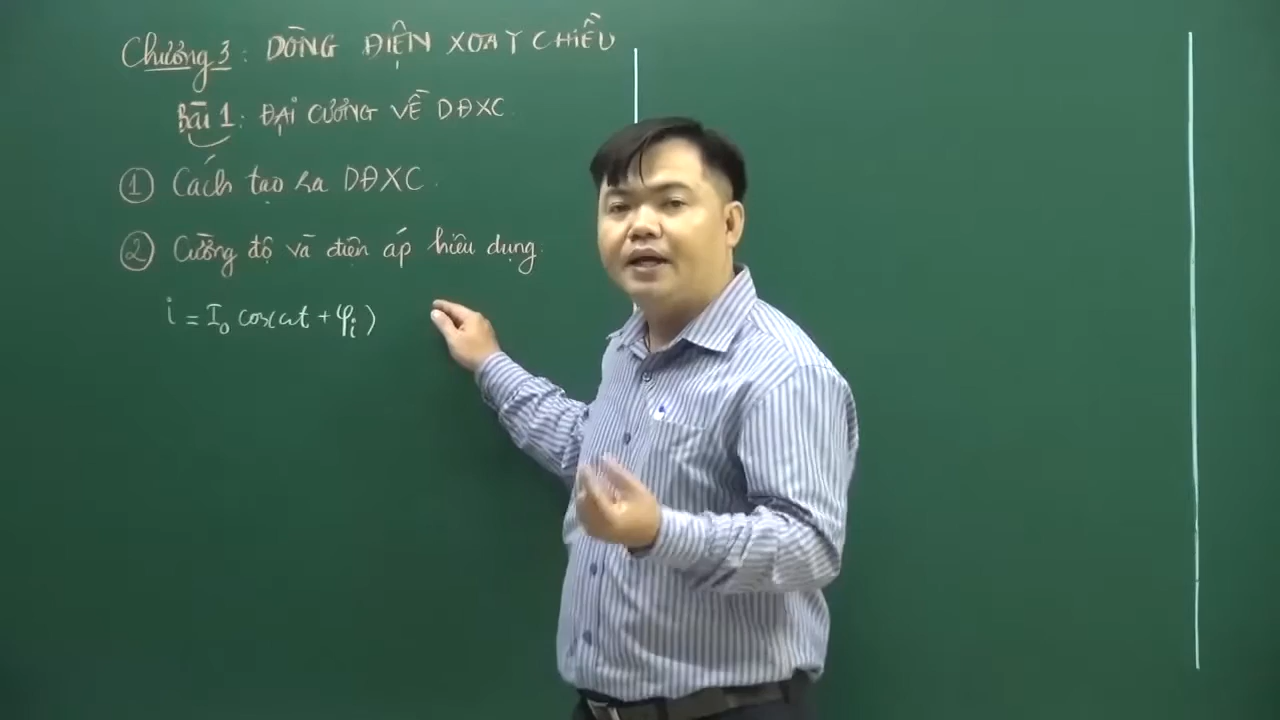 Chương 3: DÒNG ĐIỆN XOAY CHIỀU
Bài 1: ĐẠI CƯƠNG VỀ DĐXC
① Cách tạo ra DĐXC.
② Cường độ và điện áp hiệu dụng.
i = I₀ cos(ωt + φᵢ)